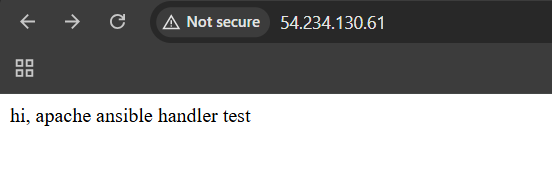 Not secure
54.234.130.61
hi, apache ansible handler test